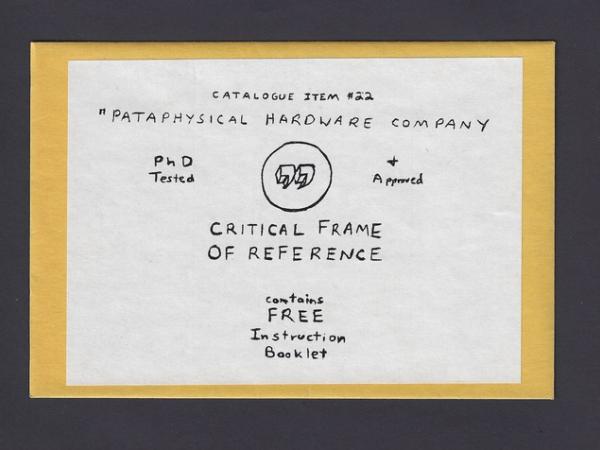 CATALOGUE ITEM #22
"PATAPHYSICAL HARDWARE COMPANY
PhD
Tested
"
+
Approved
CRITICAL FRAME
OF REFERENCE
contains
FREE
Instruction
Booklet